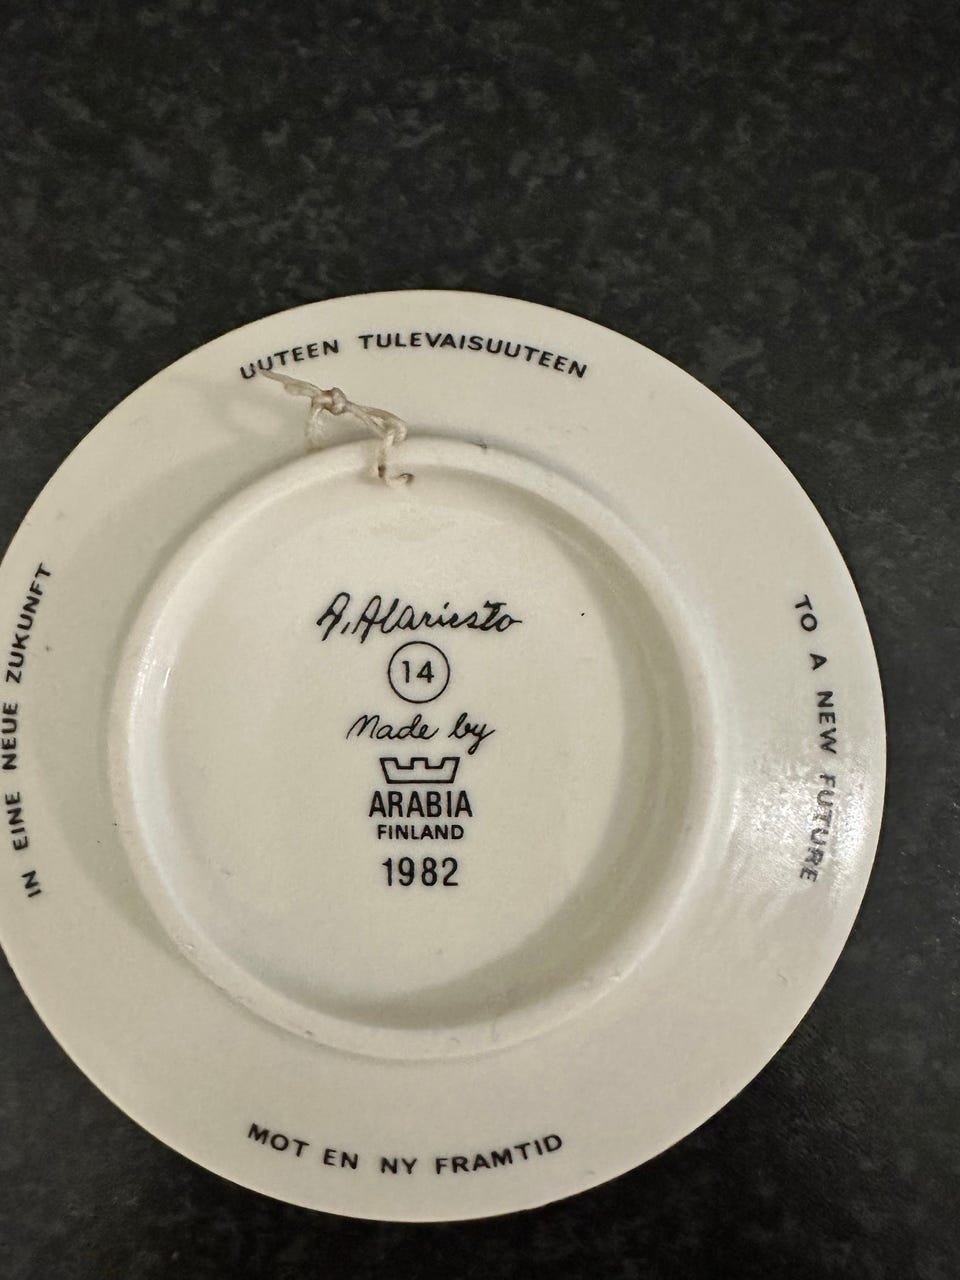 UUTEEN TULEVAISUUTEEN
IN EINE NEUE ZUKUNFT
TO A NEW FUTURE
A. Alariesto
14
Made by
ARABIA
FINLAND
1982
MOT EN NY FRAMTID